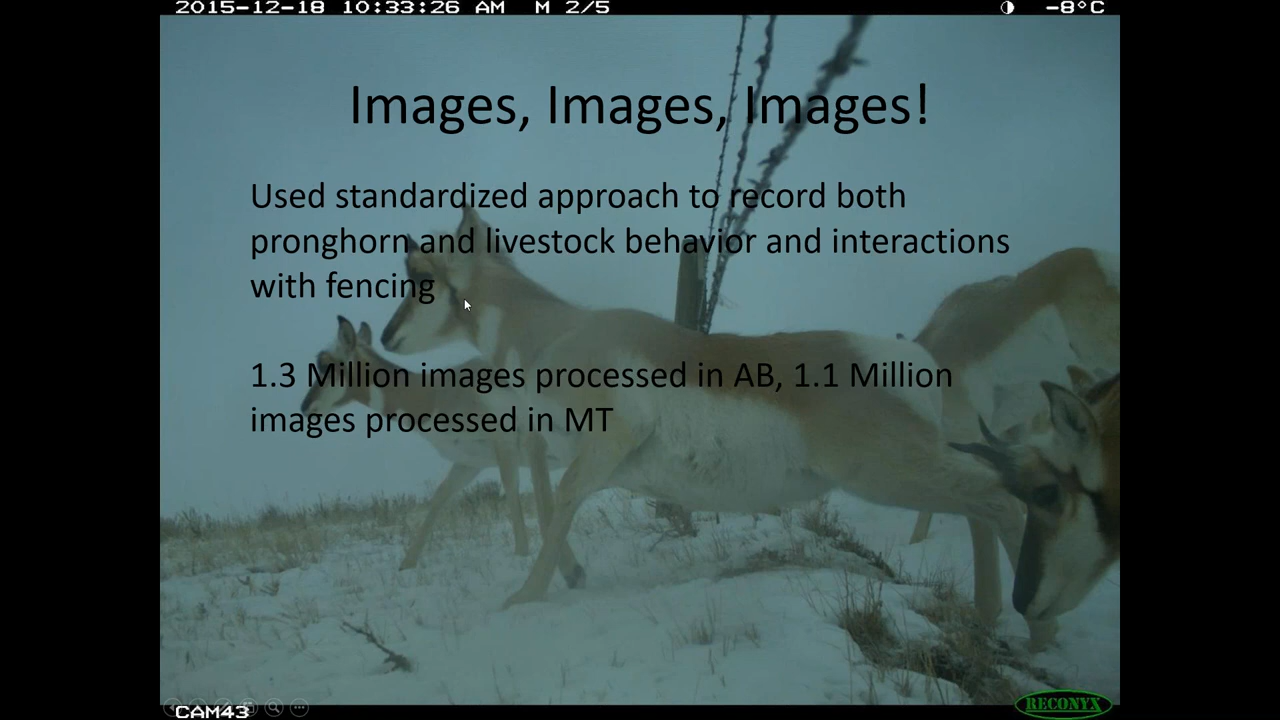 2015-12-18 10:33:26 AM M 2/5 -8°C
Images, Images, Images!
Used standardized approach to record both
pronghorn and livestock behavior and interactions
with fencing
1.3 Million images processed in AB, 1.1 Million
images processed in MT
CAM43 RECONYX